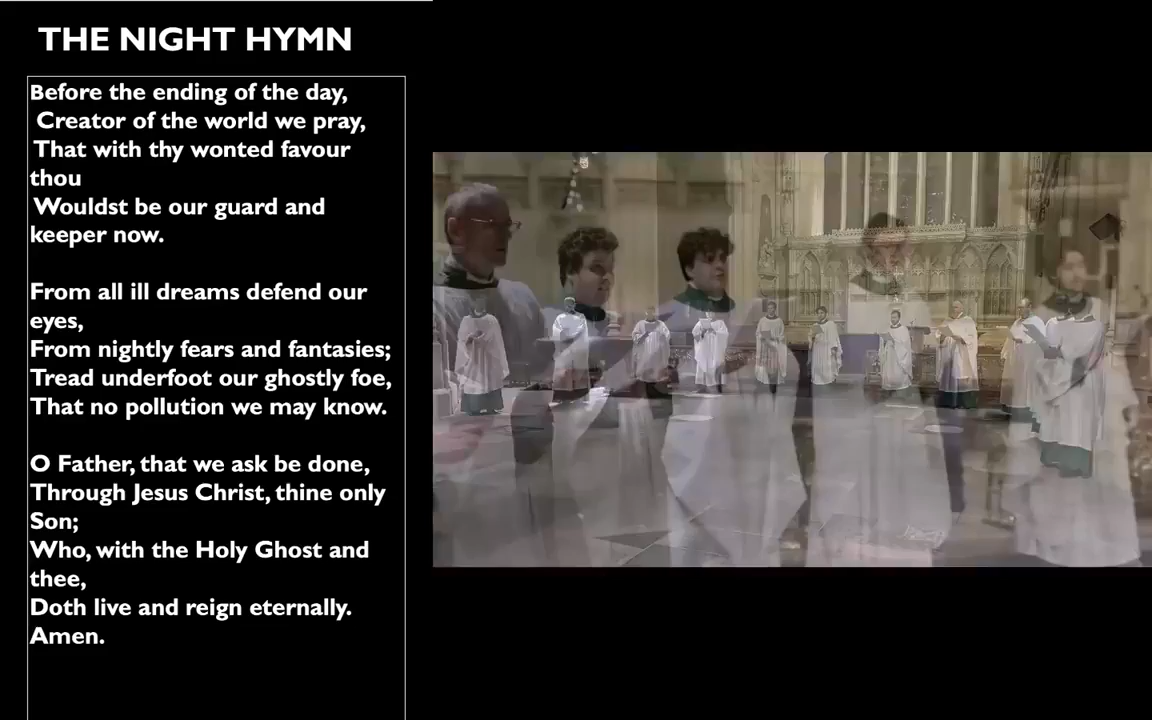 THE NIGHT HYMN
Before the ending of the day,
Creator of the world we pray,
That with thy wonted favour
thou
Wouldst be our guard and
keeper now.
From all ill dreams defend our
eyes,
From nightly fears and fantasies;
Tread underfoot our ghostly foe,
That no pollution we may know.
O Father, that we ask be done,
Through Jesus Christ, thine only
Son;
Who, with the Holy Ghost and
thee,
Doth live and reign eternally.
Amen.